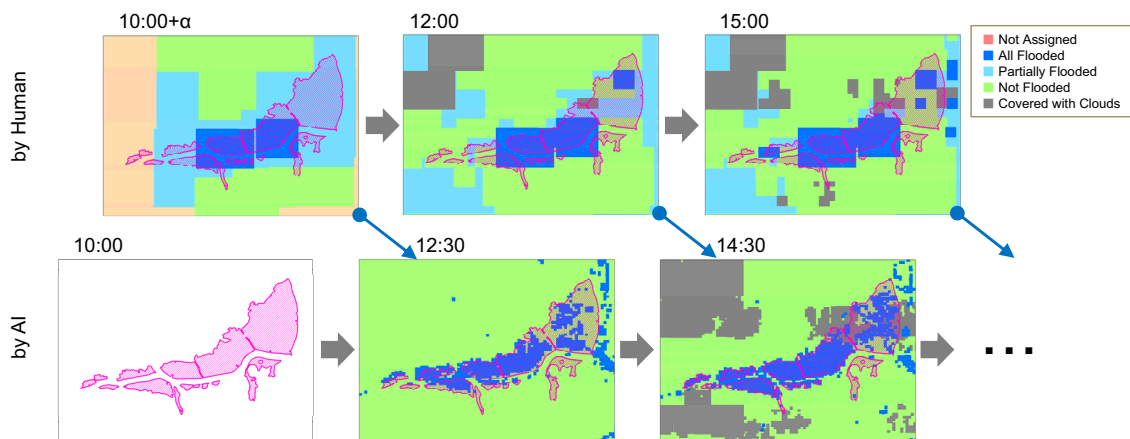 10:00+α
12:00
15:00
by Human
Not Assigned
All Flooded
Partially Flooded
Not Flooded
Covered with Clouds
10:00
12:30
14:30
by AI
...